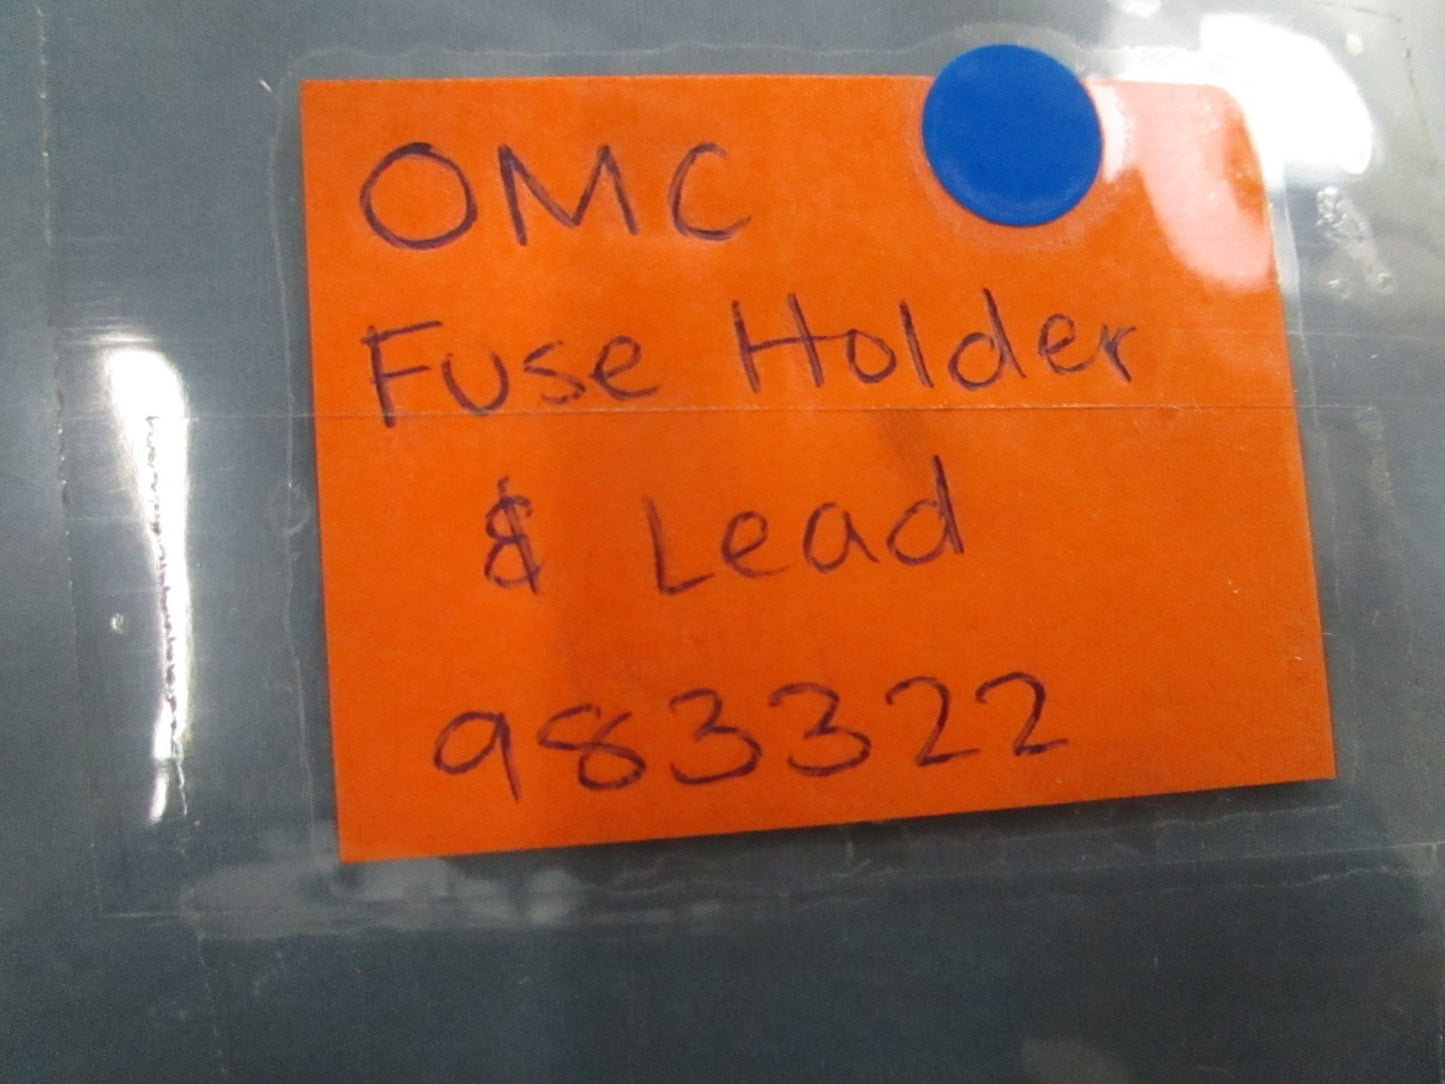 OMC
Fuse Holder
& Lead
983322